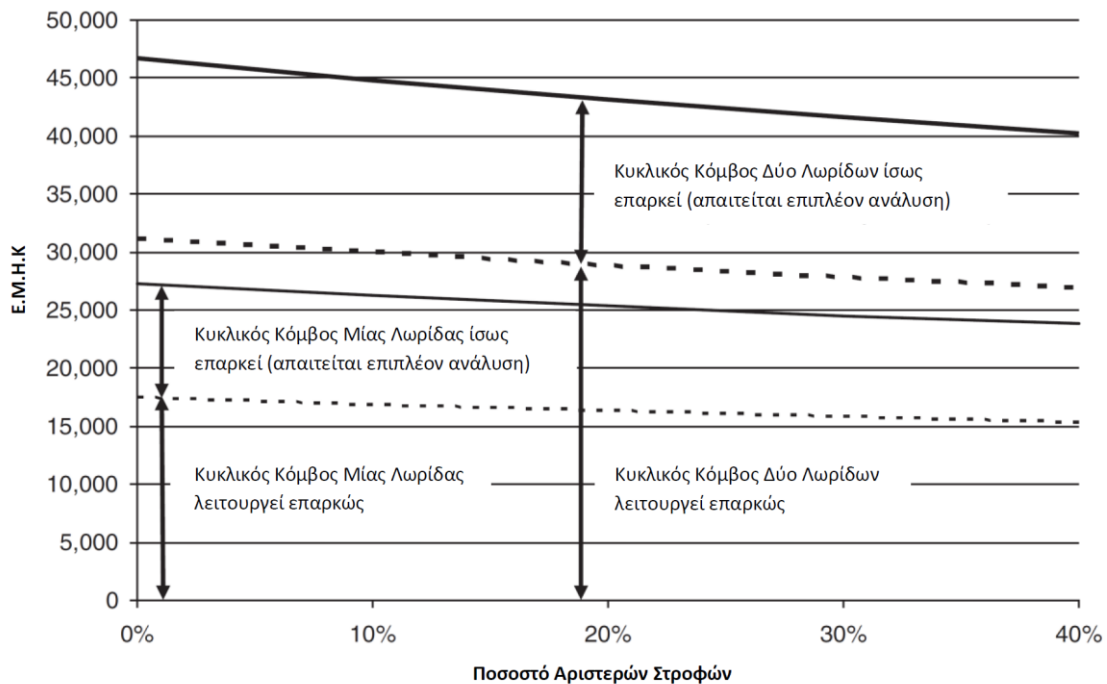 50,000
45,000
40,000
35,000
30,000
25,000
20,000
15,000
10,000
5,000
0
Ε.Μ.Η.Κ
Κυκλικός Κόμβος Δύο Λωρίδων ίσως
επαρκεί (απαιτείται επιπλέον ανάλυση)
Κυκλικός Κόμβος Μίας Λωρίδας ίσως
επαρκεί (απαιτείται επιπλέον ανάλυση)
Κυκλικός Κόμβος Μίας Λωρίδας
λειτουργεί επαρκώς
Κυκλικός Κόμβος Δύο Λωρίδων
λειτουργεί επαρκώς
0% 10% 20% 30% 40%
Ποσοστό Αριστερών Στροφών